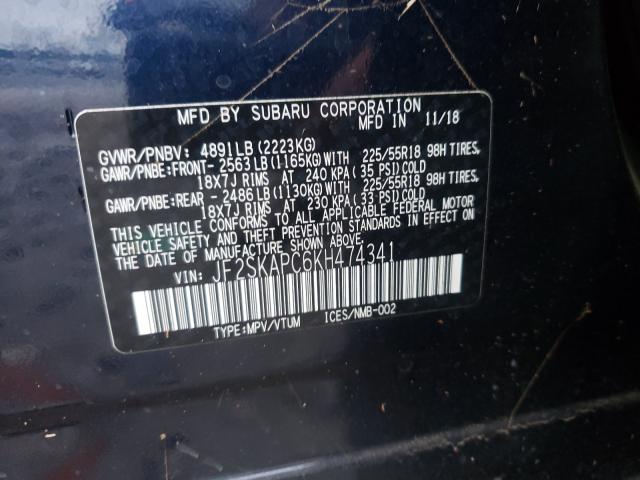 MFD BY SUBARU CORPORATION
MFD IN 11/18
GVWR/PNBV: 4891LB (2223KG)
GAWR/PNBE:FRONT- 2563LB (1165KG)WITH 225/55R18 98H TIRES,
18X7J RIMS AT 240 KPA ( 35 PSI)COLD
GAWR/PNBE:REAR - 2486LB (1130KG)WITH 225/55R18 98H TIRES,
18X7J RIMS AT 230 KPA ( 33 PSI)COLD
THIS VEHICLE CONFORMS TO ALL APPLICABLE FEDERAL MOTOR
VEHICLE SAFETY AND THEFT PREVENTION STANDARDS IN EFFECT ON
THE DATE OF MANUFACTURE SHOWN ABOVE.
VIN: JF2SKAPC6KH474341
TYPE:MPV/VTUM ICES/NMB-002